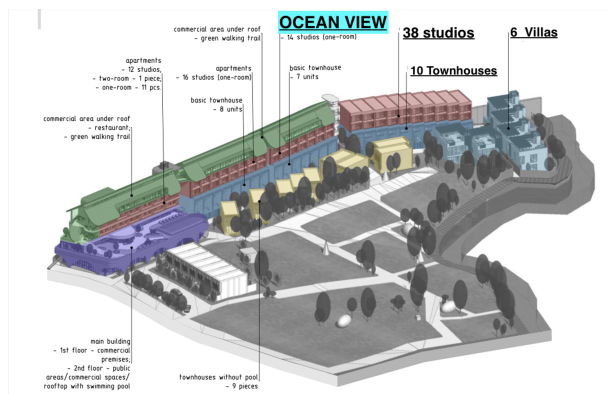 OCEAN VIEW
commercial area under roof
- green walking trail
- 14 studios (one-room)
38 studios
6 Villas
apartments
- 12 studios,
- two-room - 1 piece;
- one-room - 11 pcs.
apartments
- 16 studios (one-room)
basic townhouse
- 7 units
10 Townhouses
basic townhouse
- 8 units
commercial area under roof
- restaurant;
- green walking trail
main building
- 1st floor - commercial
premises;
- 2nd floor - public
areas/commercial spaces/
rooftop with swimming pool
townhouses without pool
- 9 pieces